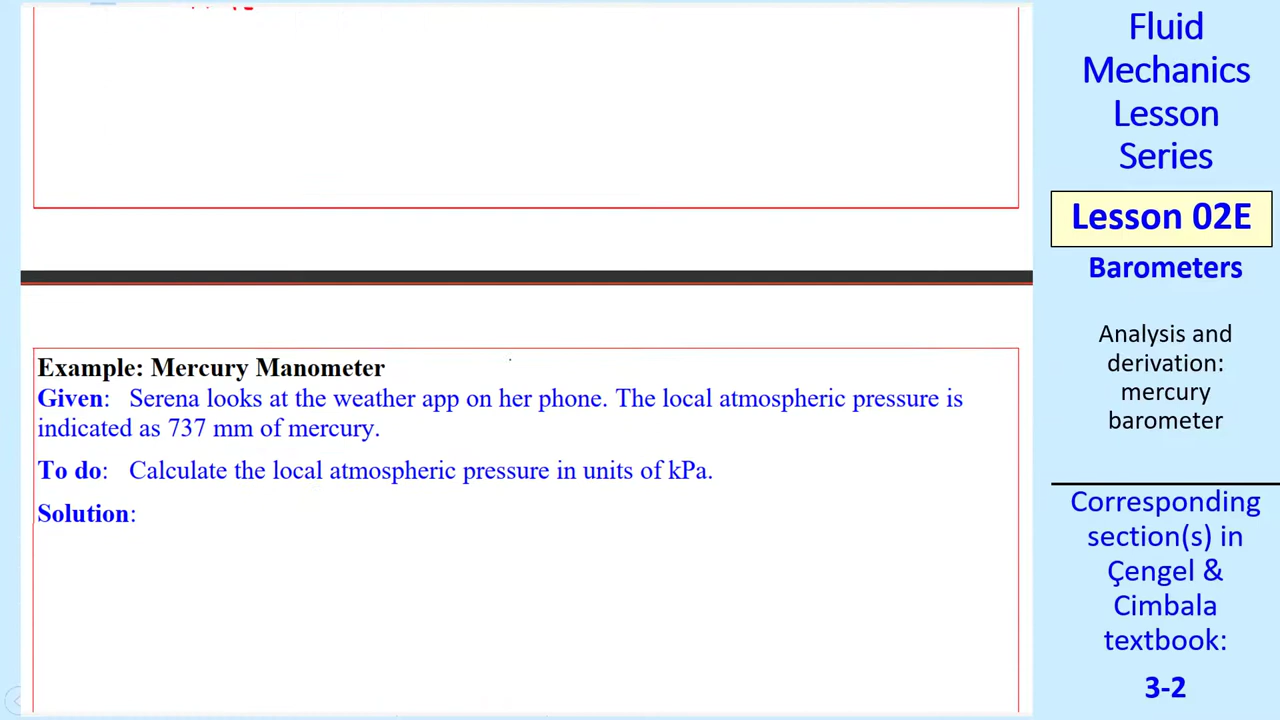 Example: Mercury Manometer
Given: Serena looks at the weather app on her phone. The local atmospheric pressure is
indicated as 737 mm of mercury.
To do: Calculate the local atmospheric pressure in units of kPa.
Solution:
Fluid
Mechanics
Lesson
Series
Lesson 02E
Barometers
Analysis and
derivation:
mercury
barometer
Corresponding
section(s) in
Çengel &
Cimbala
textbook:
3-2